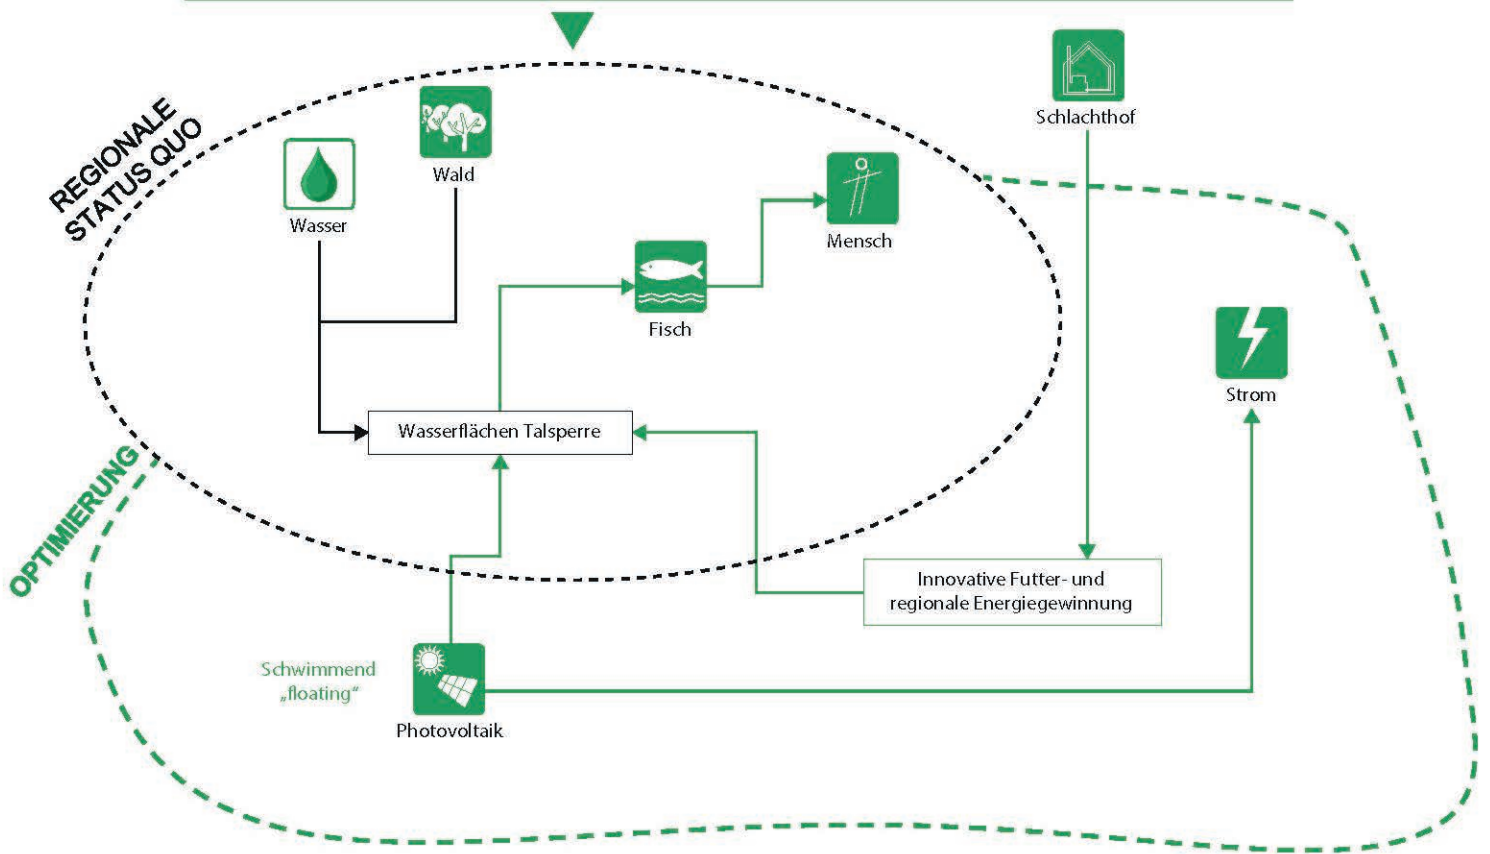 Schlachthof
REGIONALE
STATUS QUO
Wald
Wasser
Mensch
Fisch
Strom
Wasserflächen Talsperre
OPTIMIERUNG
Innovative Futter- und
regionale Energiegewinnung
Schwimmend
„floating“
Photovoltaik